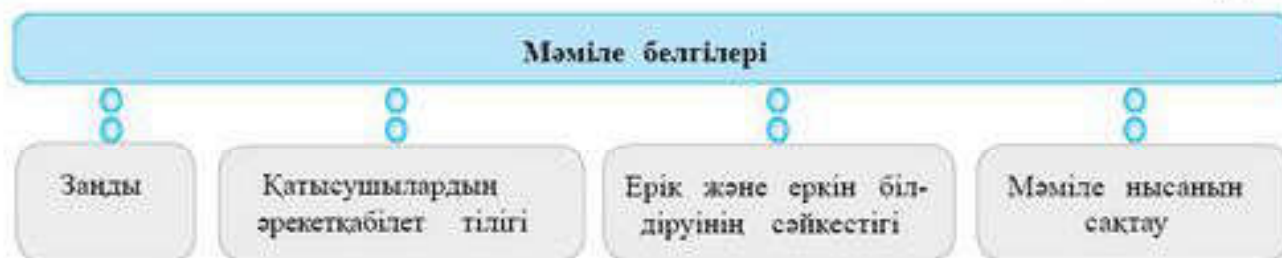 Мәміле белгілері
Заңды
Қатысушылардың
әрекетқабілет тілігі
Ерік және еркін біл-
діруінің сәйкестігі
Мәміле нысанын
сақтау